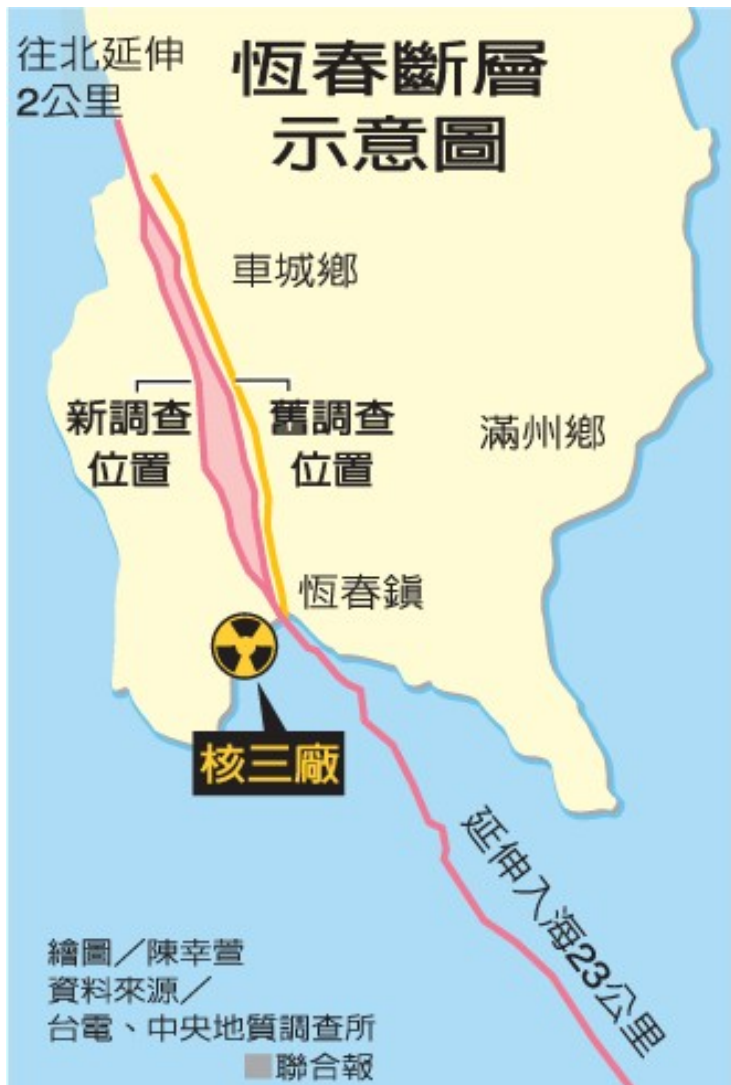 恆春斷層
示意圖
往北延伸
2公里
車城鄉
新調查
位置
舊調查
位置
滿州鄉
恆春鎮
核三廠
延伸入海23公里
繪圖／陳幸萱
資料來源／
台電、中央地質調查所
聯合報